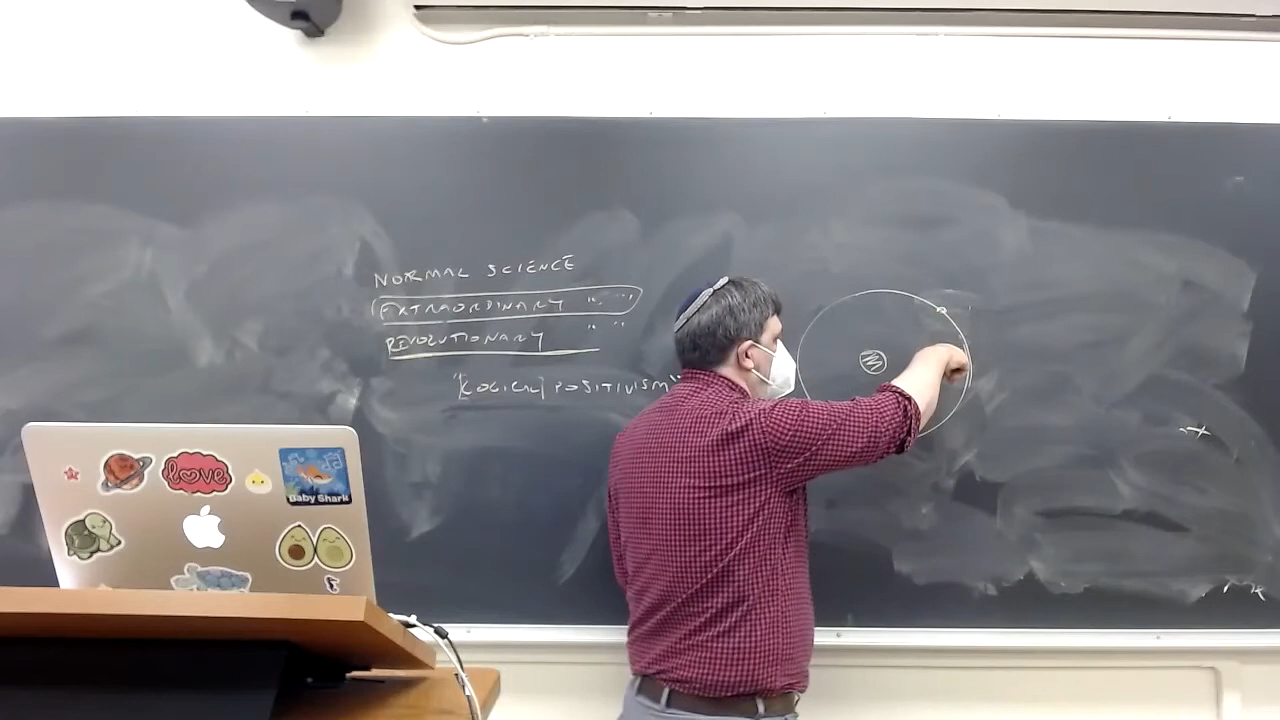 NORMAL SCIENCE
EXTRAORDINARY " "
REVOLUTIONARY " "
"[LOGICAL] POSITIVISM"
love
Baby Shark